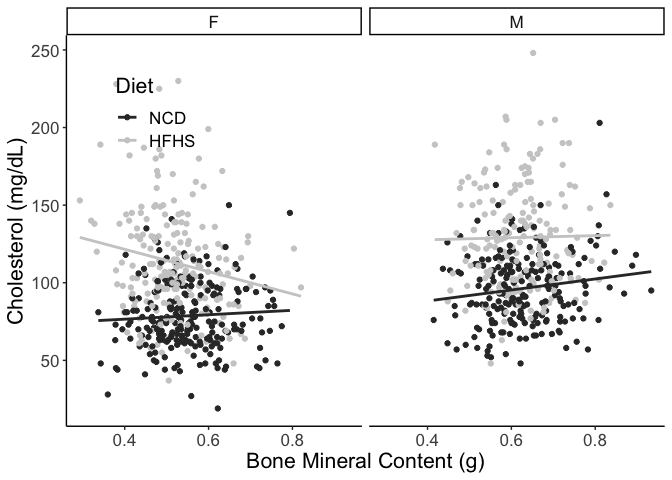 F
M
Cholesterol (mg/dL)
250
200
150
100
50
Diet
NCD
HFHS
0.4
0.6
0.8
0.4
0.6
0.8
Bone Mineral Content (g)